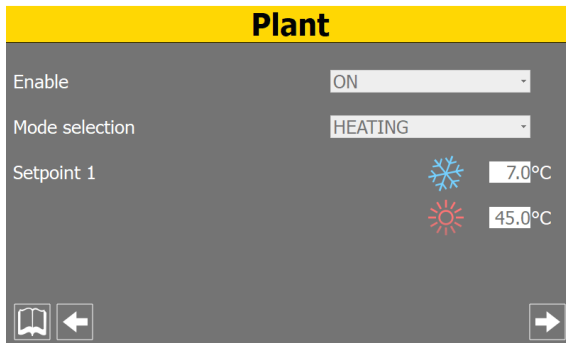 Plant
Enable ON
Mode selection HEATING
Setpoint 1 7.0°C
45.0°C